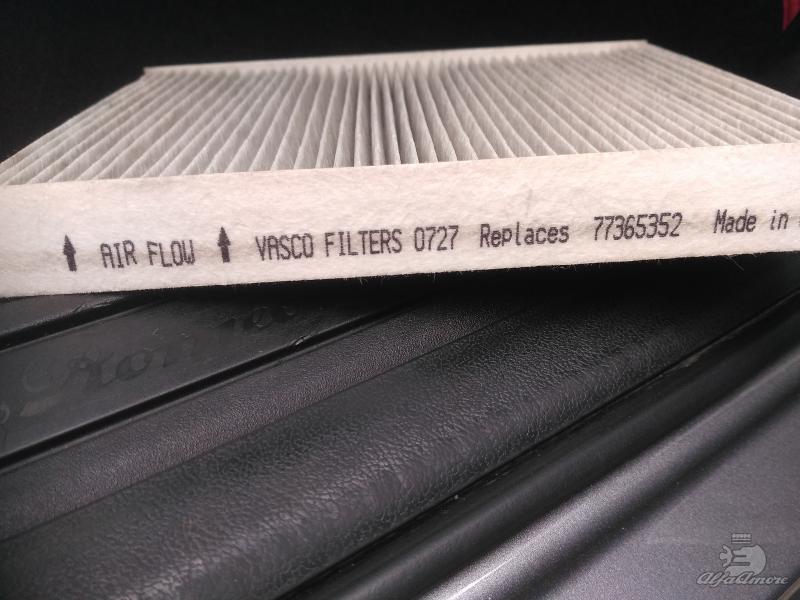 AIR FLOW VASCO FILTERS 0727 Replaces 77365352 Made in
AlfaAmore